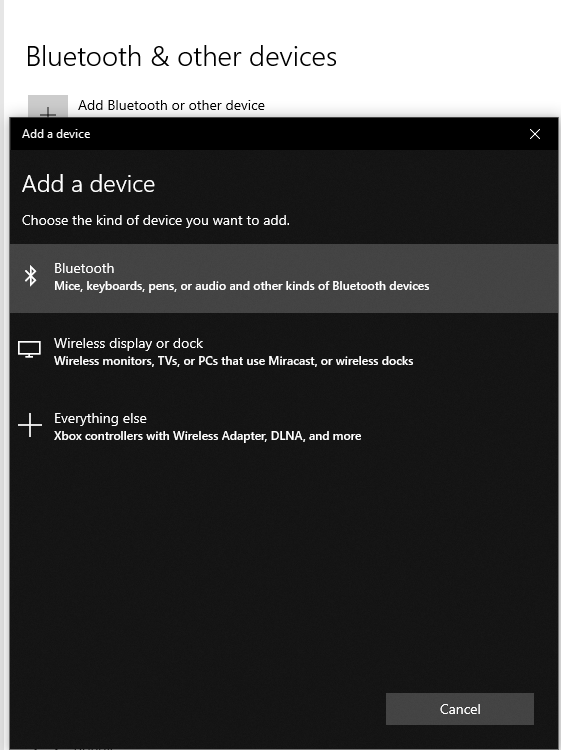 Bluetooth & other devices
Add Bluetooth or other device
Add a device
Add a device
Choose the kind of device you want to add.
Bluetooth
Mice, keyboards, pens, or audio and other kinds of Bluetooth devices
Wireless display or dock
Wireless monitors, TVs, or PCs that use Miracast, or wireless docks
Everything else
Xbox controllers with Wireless Adapter, DLNA, and more
Cancel